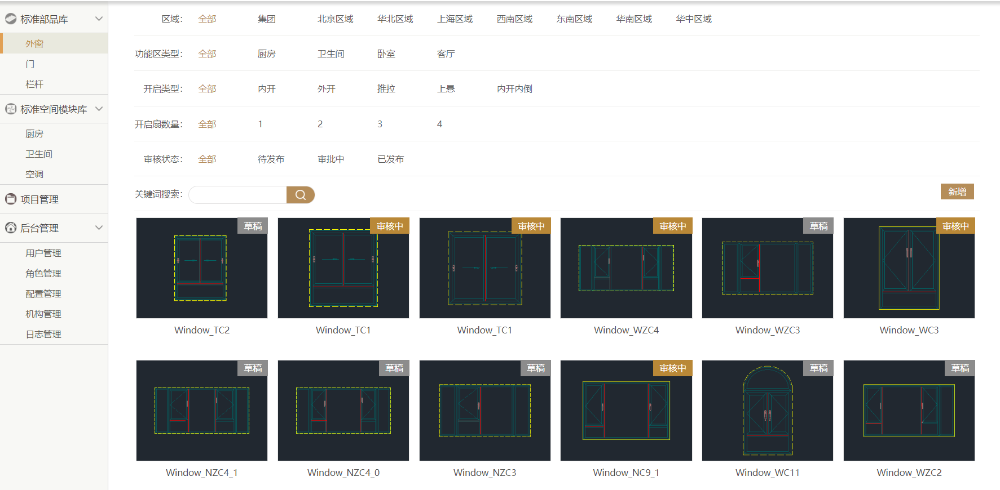 标准部品库
外窗
门
栏杆
标准空间模块库
厨房
卫生间
空调
项目管理
后台管理
用户管理
角色管理
配置管理
机构管理
日志管理
区域： 全部 集团 北京区域 华北区域 上海区域 西南区域 东南区域 华南区域 华中区域
功能区类型： 全部 厨房 卫生间 卧室 客厅
开启类型： 全部 内开 外开 推拉 上悬 内开内倒
开启扇数量： 全部 1 2 3 4
审核状态： 全部 待发布 审批中 已发布
关键词搜索： 新增
草稿 审核中 审核中 审核中 草稿 审核中
Window_TC2 Window_TC1 Window_TC1 Window_WZC4 Window_WZC3 Window_WC3
草稿 草稿 草稿 审核中 草稿 草稿
Window_NZC4_1 Window_NZC4_0 Window_NZC3 Window_NC9_1 Window_WC11 Window_WZC2